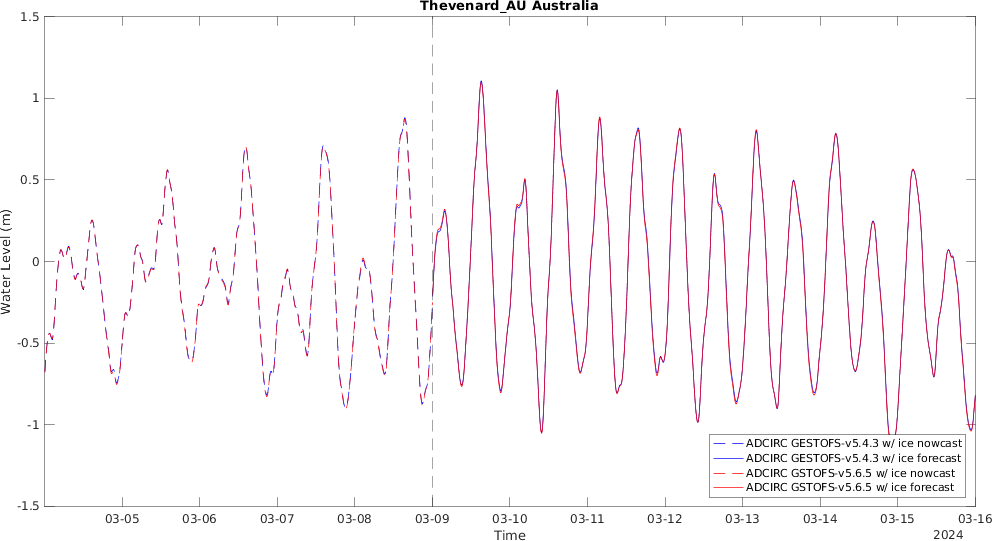 Thevenard_AU Australia
1.5
1
0.5
0
-0.5
-1
-1.5
Water Level (m)
03-05 03-06 03-07 03-08 03-09 03-10 03-11 03-12 03-13 03-14 03-15 03-16
Time
2024
ADCIRC GESTOFS-v5.4.3 w/ ice nowcast
ADCIRC GESTOFS-v5.4.3 w/ ice forecast
ADCIRC GSTOFS-v5.6.5 w/ ice nowcast
ADCIRC GSTOFS-v5.6.5 w/ ice forecast